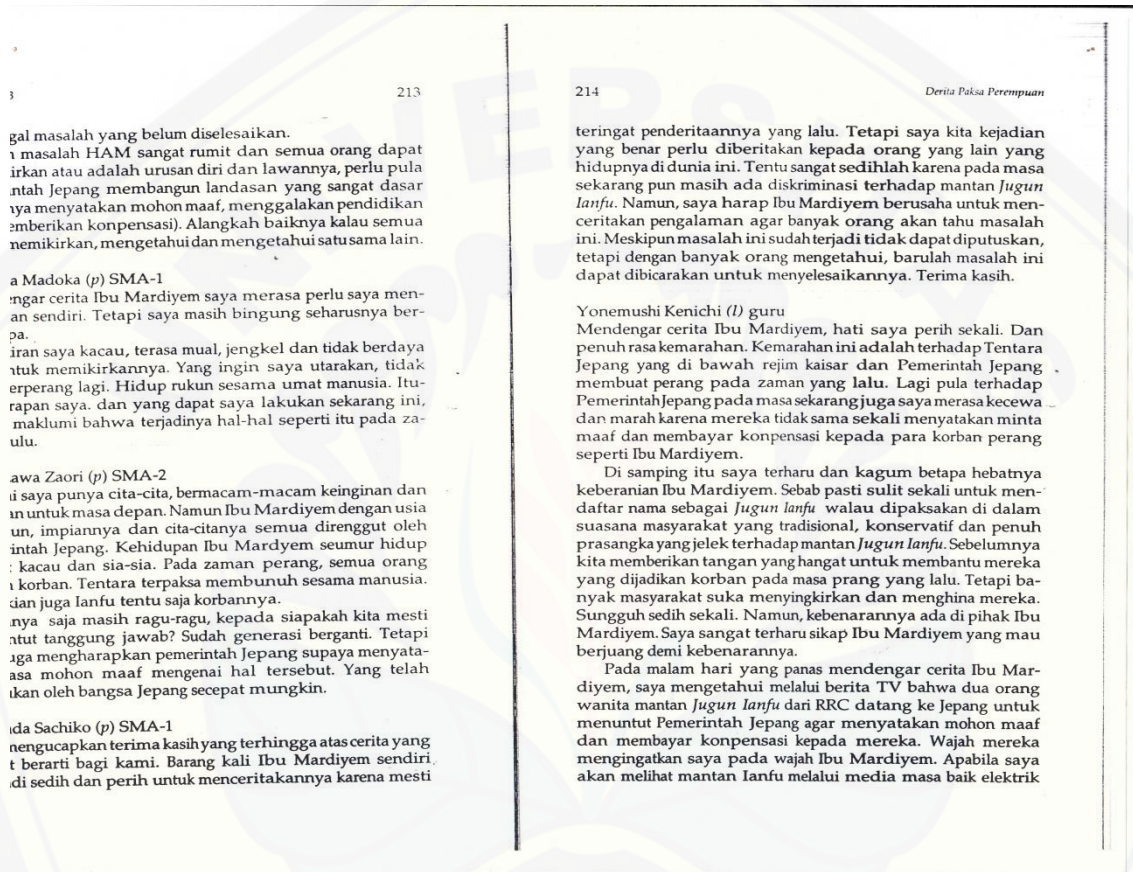 213
gal masalah yang belum diselesaikan.
masalah HAM sangat rumit dan semua orang dapat
irkan atau adalah urusan diri dan lawannya, perlu pula
ntah Jepang membangun landasan yang sangat dasar
nya menyatakan mohon maaf, menggalakan pendidikan
emberikan konpensasi). Alangkah baiknya kalau semua
nemikirkan, mengetahui dan mengetahui satu sama lain.
a Madoka (p) SMA-1
engar cerita Ibu Mardiyem saya merasa perlu saya men-
an sendiri. Tetapi saya masih bingung seharusnya ber-
pa.
iran saya kacau, terasa mual, jengkel dan tidak berdaya
ntuk memikirkannya. Yang ingin saya utarakan, tidak
erperang lagi. Hidup rukun sesama umat manusia. Itu-
rapan saya. dan yang dapat saya lakukan sekarang ini,
maklumi bahwa terjadinya hal-hal seperti itu pada za-
ulu.
awa Zaori (p) SMA-2
ii saya punya cita-cita, bermacam-macam keinginan dan
an untuk masa depan. Namun Ibu Mardiyem dengan usia
un, impiannya dan cita-citanya semua direnggut oleh
intah Jepang. Kehidupan Ibu Mardyem seumur hidup
kacau dan sia-sia. Pada zaman perang, semua orang
korban. Tentara terpaksa membunuh sesama manusia.
cian juga Ianfu tentu saja korbannya.
nya saja masih ragu-ragu, kepada siapakah kita mesti
ntut tanggung jawab? Sudah generasi berganti. Tetapi
uga mengharapkan pemerintah Jepang supaya menyata-
asa mohon maaf mengenai hal tersebut. Yang telah
ukan oleh bangsa Jepang secepat mungkin.
da Sachiko (p) SMA-1
nengucapkan terima kasih yang terhingga atas cerita yang
t berarti bagi kami. Barang kali Ibu Mardiyem sendiri
di sedih dan perih untuk menceritakannya karena mesti
214
Derita Paksa Perempuan
teringat penderitaannya yang lalu. Tetapi saya kita kejadian
yang benar perlu diberitakan kepada orang yang lain yang
hidupnya di dunia ini. Tentu sangat sedihlah karena pada masa
sekarang pun masih ada diskriminasi terhadap mantan Jugun
Ianfu. Namun, saya harap Ibu Mardiyem berusaha untuk men-
ceritakan pengalaman agar banyak orang akan tahu masalah
ini. Meskipun masalah ini sudah terjadi tidak dapat diputuskan,
tetapi dengan banyak orang mengetahui, barulah masalah ini
dapat dibicarakan untuk menyelesaikannya. Terima kasih.
Yonemushi Kenichi (l) guru
Mendengar cerita Ibu Mardiyem, hati saya perih sekali. Dan
penuh rasa kemarahan. Kemarahan ini adalah terhadap Tentara
Jepang yang di bawah rejim kaisar dan Pemerintah Jepang
membuat perang pada zaman yang lalu. Lagi pula terhadap
Pemerintah Jepang pada masa sekarang juga saya merasa kecewa
dan marah karena mereka tidak sama sekali menyatakan minta
maaf dan membayar konpensasi kepada para korban perang
seperti Ibu Mardiyem.
Di samping itu saya terharu dan kagum betapa hebatnya
keberanian Ibu Mardiyem. Sebab pasti sulit sekali untuk men-
daftar nama sebagai Jugun Ianfu walau dipaksakan di dalam
suasana masyarakat yang tradisional, konservatif dan penuh
prasangka yang jelek terhadap mantan Jugun Ianfu. Sebelumnya
kita memberikan tangan yang hangat untuk membantu mereka
yang dijadikan korban pada masa prang yang lalu. Tetapi ba-
nyak masyarakat suka menyingkirkan dan menghina mereka.
Sungguh sedih sekali. Namun, kebenarannya ada di pihak Ibu
Mardiyem. Saya sangat terharu sikap Ibu Mardiyem yang mau
berjuang demi kebenarannya.
Pada malam hari yang panas mendengar cerita Ibu Mar-
diyem, saya mengetahui melalui berita TV bahwa dua orang
wanita mantan Jugun Ianfu dari RRC datang ke Jepang untuk
menuntut Pemerintah Jepang agar menyatakan mohon maaf
dan membayar konpensasi kepada mereka. Wajah mereka
mengingatkan saya pada wajah Ibu Mardiyem. Apabila saya
akan melihat mantan Ianfu melalui media masa baik elektrik